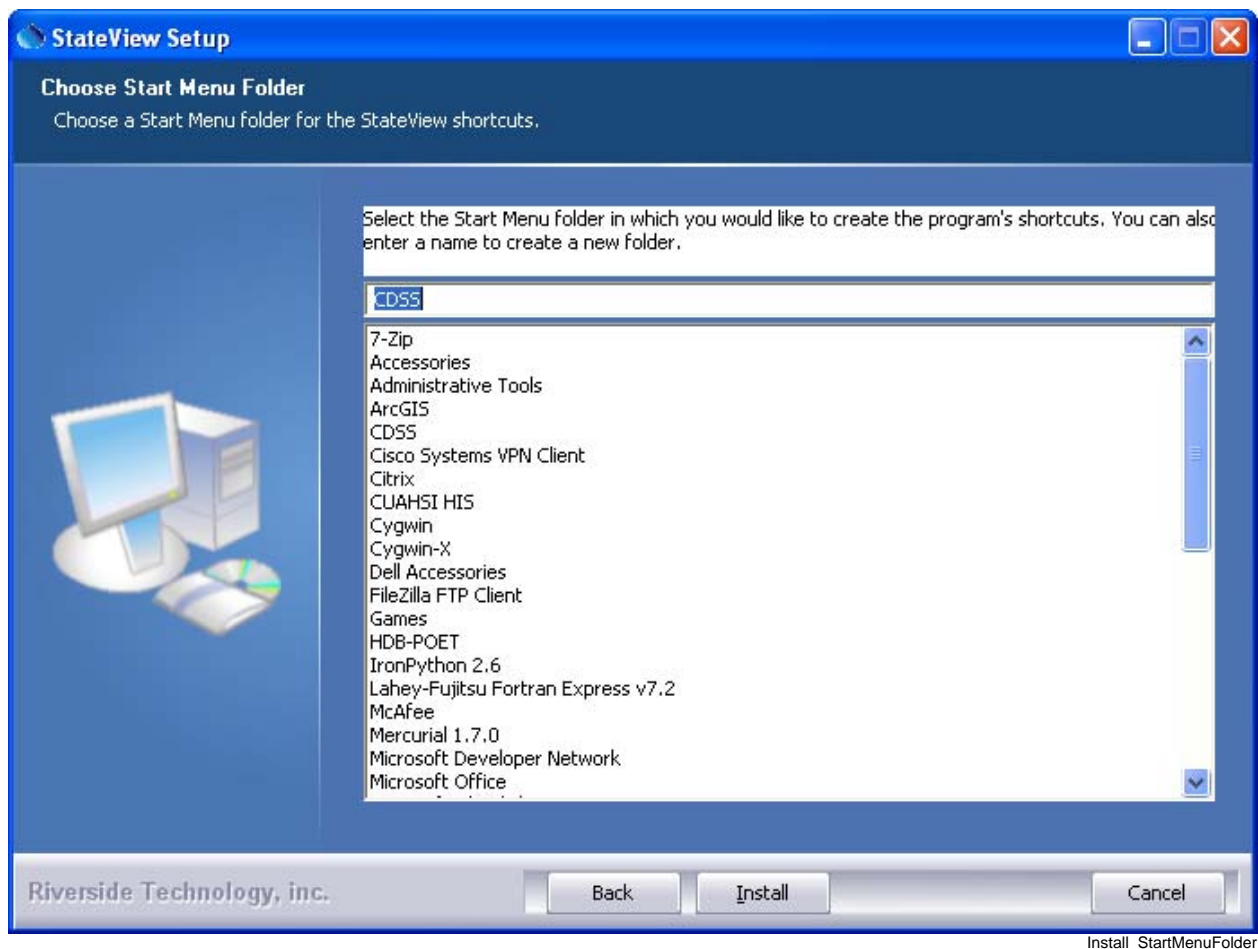 StateView Setup
Choose Start Menu Folder
Choose a Start Menu folder for the StateView shortcuts.
Select the Start Menu folder in which you would like to create the program's shortcuts. You can also
enter a name to create a new folder.
CDSS
7-Zip
Accessories
Administrative Tools
ArcGIS
CDSS
Cisco Systems VPN Client
Citrix
CUAHSI HIS
Cygwin
Cygwin-X
Dell Accessories
FileZilla FTP Client
Games
HDB-POET
IronPython 2.6
Lahey-Fujitsu Fortran Express v7.2
McAfee
Mercurial 1.7.0
Microsoft Developer Network
Microsoft Office
Riverside Technology, inc.
Back
Install
Cancel
Install_StartMenuFolder